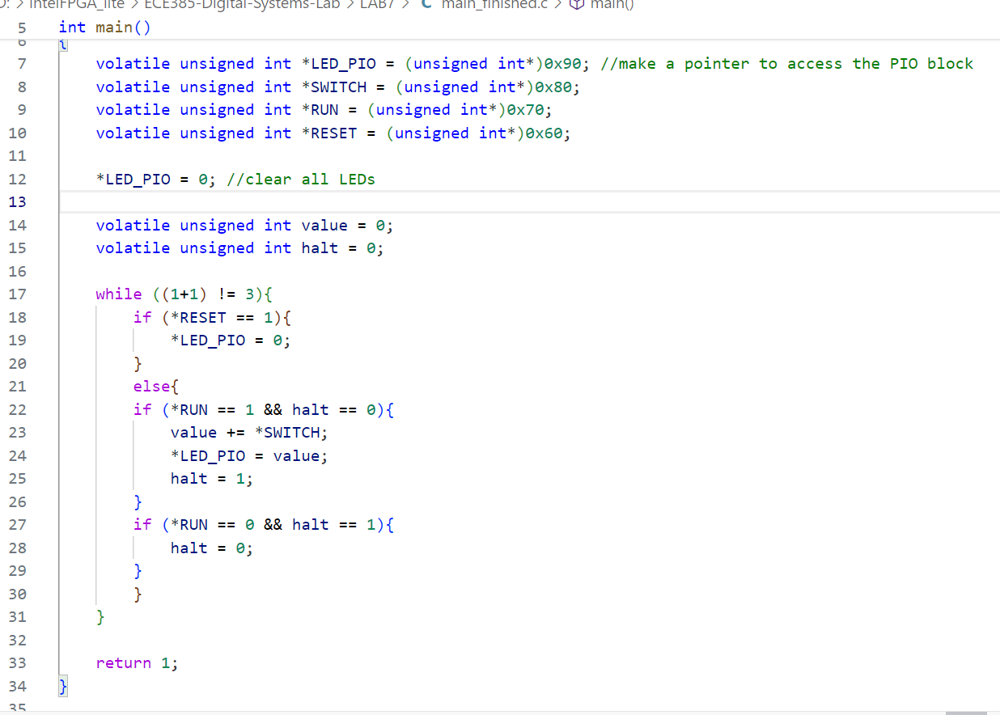 D: > IntelFPGA_lite > ECE385-Digital-Systems-Lab > LAB7 > C main_finished.c > main()
5 int main()
6 {
7 volatile unsigned int *LED_PIO = (unsigned int*)0x90; //make a pointer to access the PIO block
8 volatile unsigned int *SWITCH = (unsigned int*)0x80;
9 volatile unsigned int *RUN = (unsigned int*)0x70;
10 volatile unsigned int *RESET = (unsigned int*)0x60;
11
12 *LED_PIO = 0; //clear all LEDs
13
14 volatile unsigned int value = 0;
15 volatile unsigned int halt = 0;
16
17 while ((1+1) != 3){
18 if (*RESET == 1){
19 *LED_PIO = 0;
20 }
21 else{
22 if (*RUN == 1 && halt == 0){
23 value += *SWITCH;
24 *LED_PIO = value;
25 halt = 1;
26 }
27 if (*RUN == 0 && halt == 1){
28 halt = 0;
29 }
30 }
31 }
32
33 return 1;
34 }
35